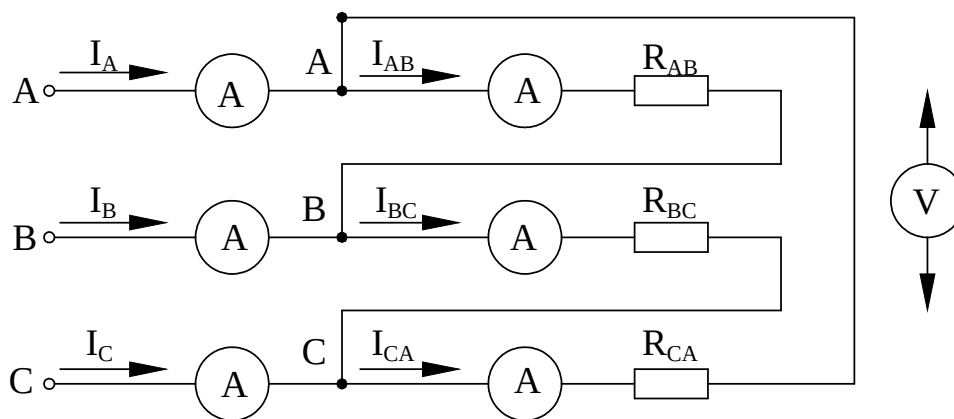 I_A A I_AB R_AB
A A A
I_B B I_BC R_BC V
B A A
I_C C I_CA R_CA
C A A